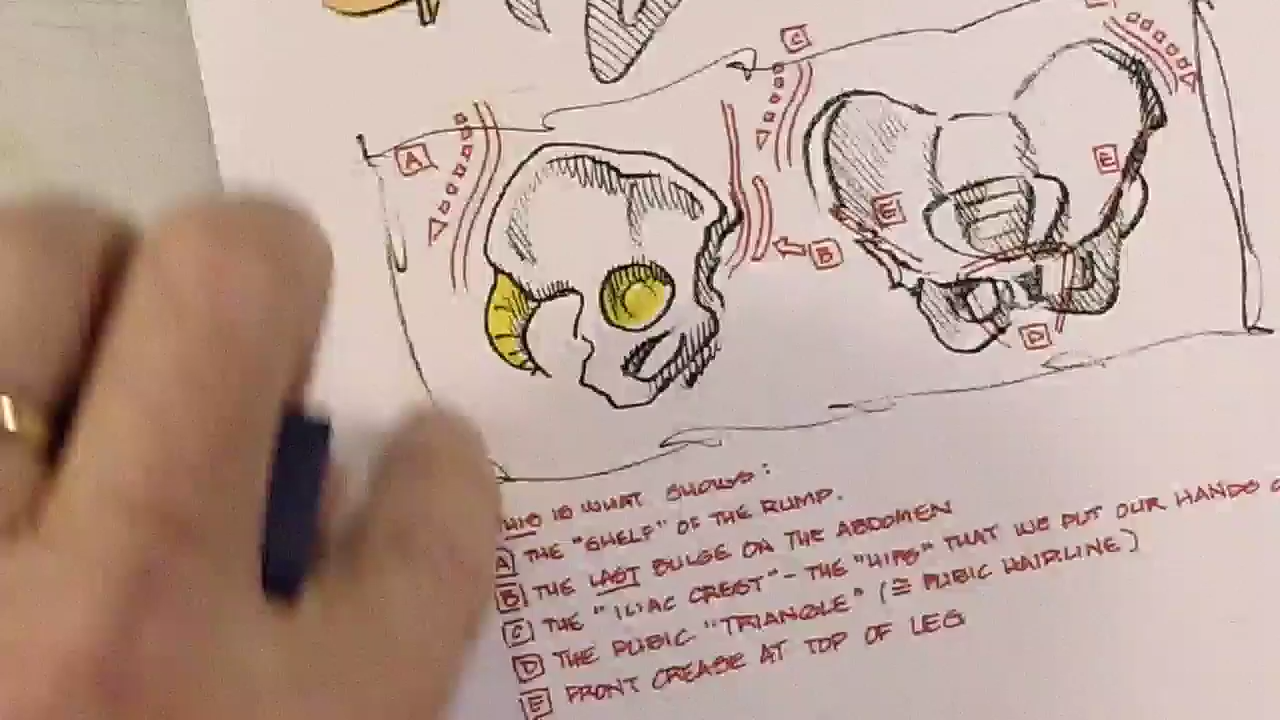 C
A
E
E
B
D
THIS IS WHAT SHOWS:
A THE "SHELF" OF THE RUMP.
B THE LAST BULGE ON THE ABDOMEN
C THE "ILIAC CREST" - THE "HIPS" THAT WE PUT OUR HANDS
D THE PUBIC "TRIANGLE" (≅ PUBIC HAIRLINE)
E FRONT CREASE AT TOP OF LEG